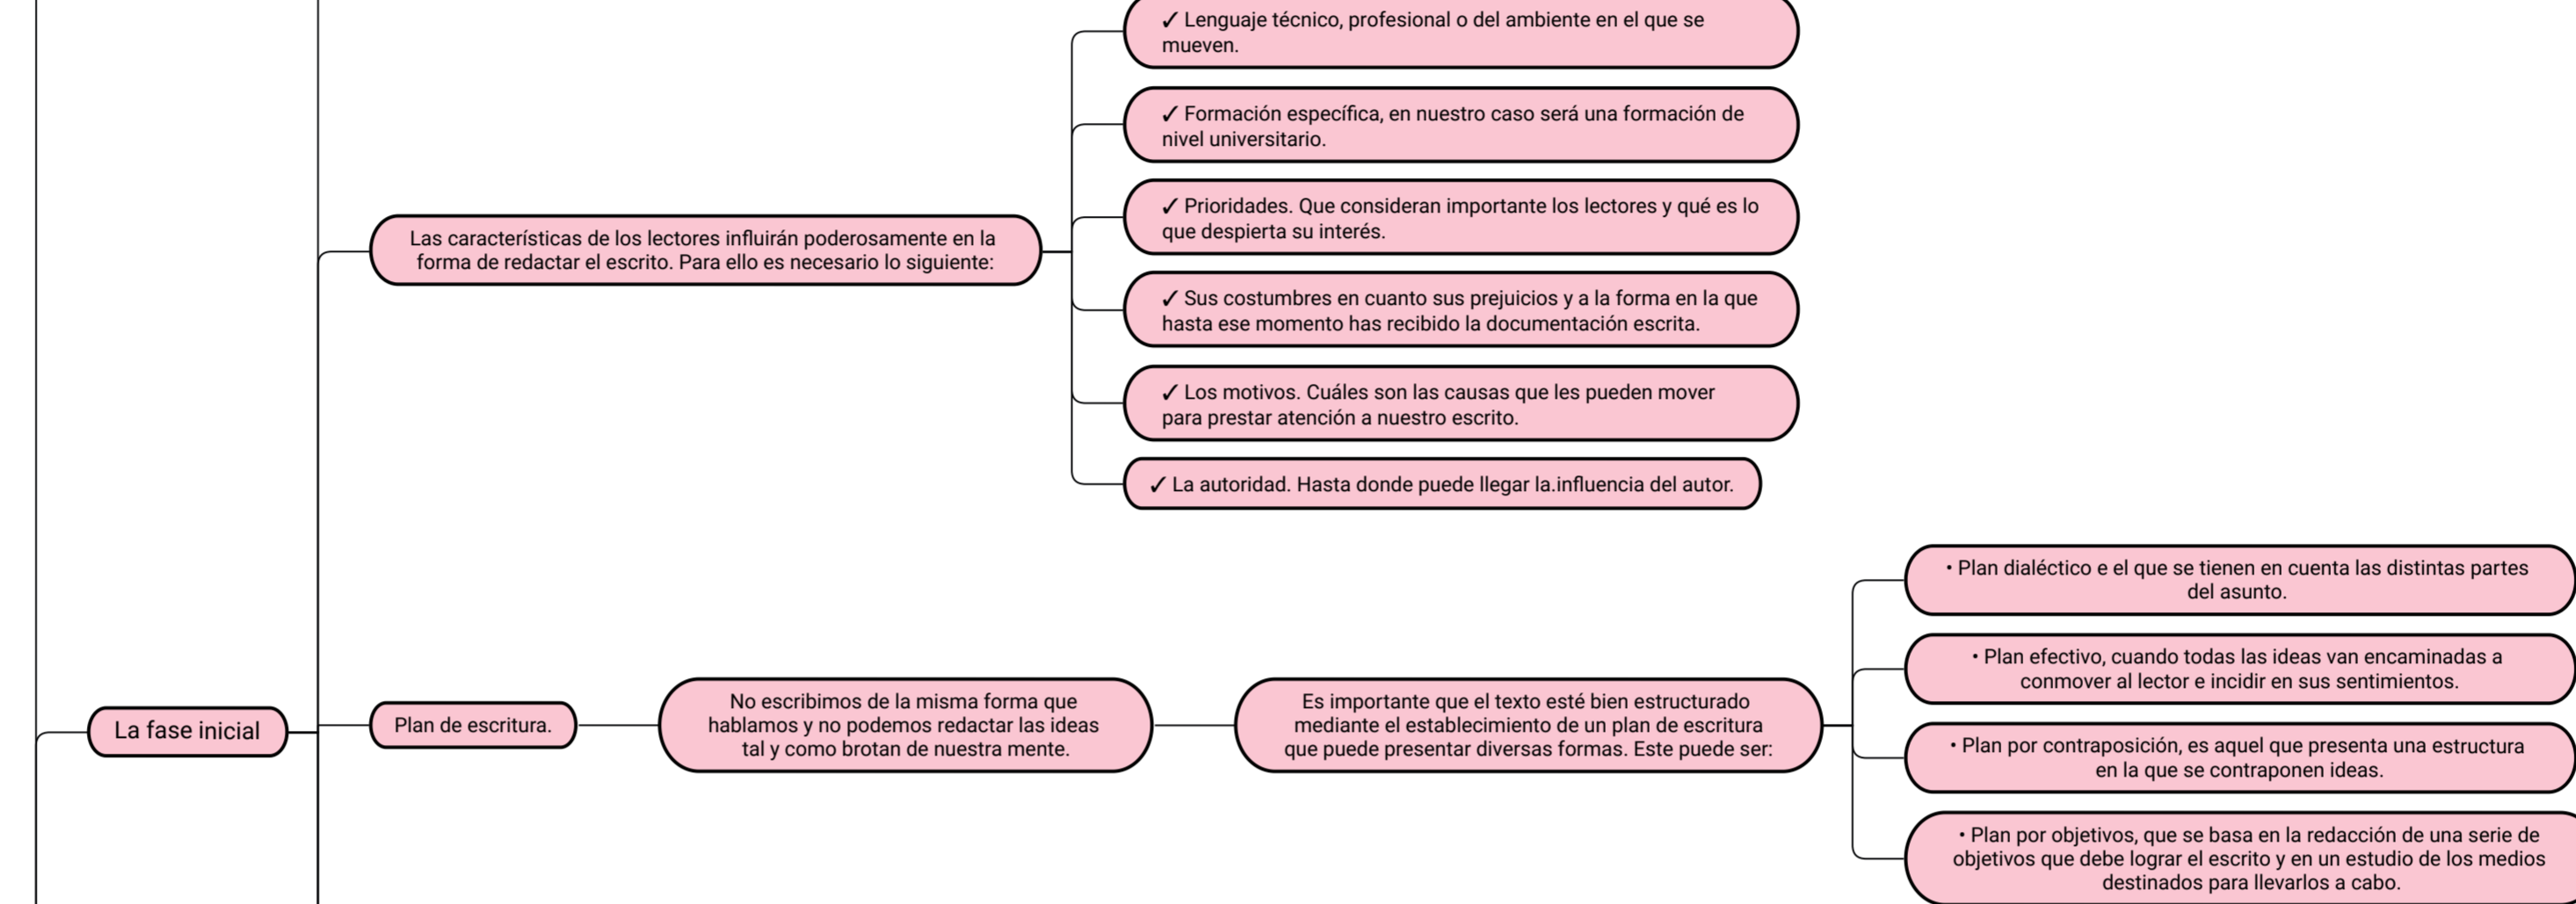 ✓ Lenguaje técnico, profesional o del ambiente en el que se
mueven.
✓ Formación específica, en nuestro caso será una formación de
nivel universitario.
✓ Prioridades. Que consideran importante los lectores y qué es lo
que despierta su interés.
Las características de los lectores influirán poderosamente en la
forma de redactar el escrito. Para ello es necesario lo siguiente:
✓ Sus costumbres en cuanto sus prejuicios y a la forma en la que
hasta ese momento has recibido la documentación escrita.
✓ Los motivos. Cuáles son las causas que les pueden mover
para prestar atención a nuestro escrito.
✓ La autoridad. Hasta donde puede llegar la.influencia del autor.
La fase inicial
Plan de escritura.
No escribimos de la misma forma que
hablamos y no podemos redactar las ideas
tal y como brotan de nuestra mente.
Es importante que el texto esté bien estructurado
mediante el establecimiento de un plan de escritura
que puede presentar diversas formas. Este puede ser:
• Plan dialéctico e el que se tienen en cuenta las distintas partes
del asunto.
• Plan efectivo, cuando todas las ideas van encaminadas a
conmover al lector e incidir en sus sentimientos.
• Plan por contraposición, es aquel que presenta una estructura
en la que se contraponen ideas.
• Plan por objetivos, que se basa en la redacción de una serie de
objetivos que debe lograr el escrito y en un estudio de los medios
destinados para llevarlos a cabo.